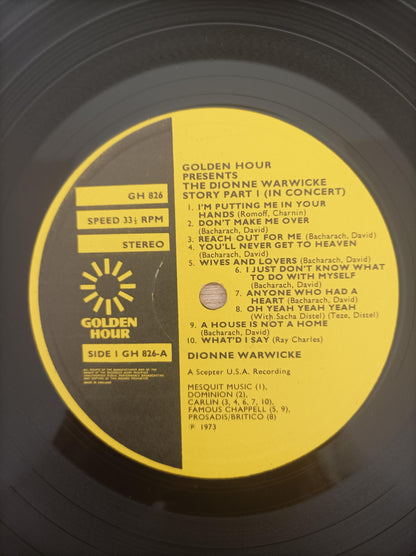 GH 826
SPEED 33⅓ RPM
STEREO
GOLDEN
HOUR
SIDE 1 GH 826-A
MADE IN ENGLAND
GOLDEN HOUR
PRESENTS
THE DIONNE WARWICKE
STORY PART 1 (IN CONCERT)
1. I'M PUTTING ME IN YOUR
HANDS (Romoff, Charnin)
2. DON'T MAKE ME OVER
(Bacharach, David)
3. REACH OUT FOR ME (Bacharach, David)
4. YOU'LL NEVER GET TO HEAVEN
(Bacharach, David)
5. WIVES AND LOVERS (Bacharach, David)
6. I JUST DON'T KNOW WHAT
TO DO WITH MYSELF
(Bacharach, David)
7. ANYONE WHO HAD A
HEART (Bacharach, David)
8. OH YEAH YEAH YEAH
(With Sacha Distel) (Teze, Distel)
9. A HOUSE IS NOT A HOME
(Bacharach, David)
10. WHAT'D I SAY (Ray Charles)
DIONNE WARWICKE
A Scepter U.S.A. Recording
MESQUIT MUSIC (1),
DOMINION (2),
CARLIN (3, 4, 6, 7, 10),
FAMOUS CHAPPELL (5, 9),
PROSADIS/BRITICO (8)
℗ 1973